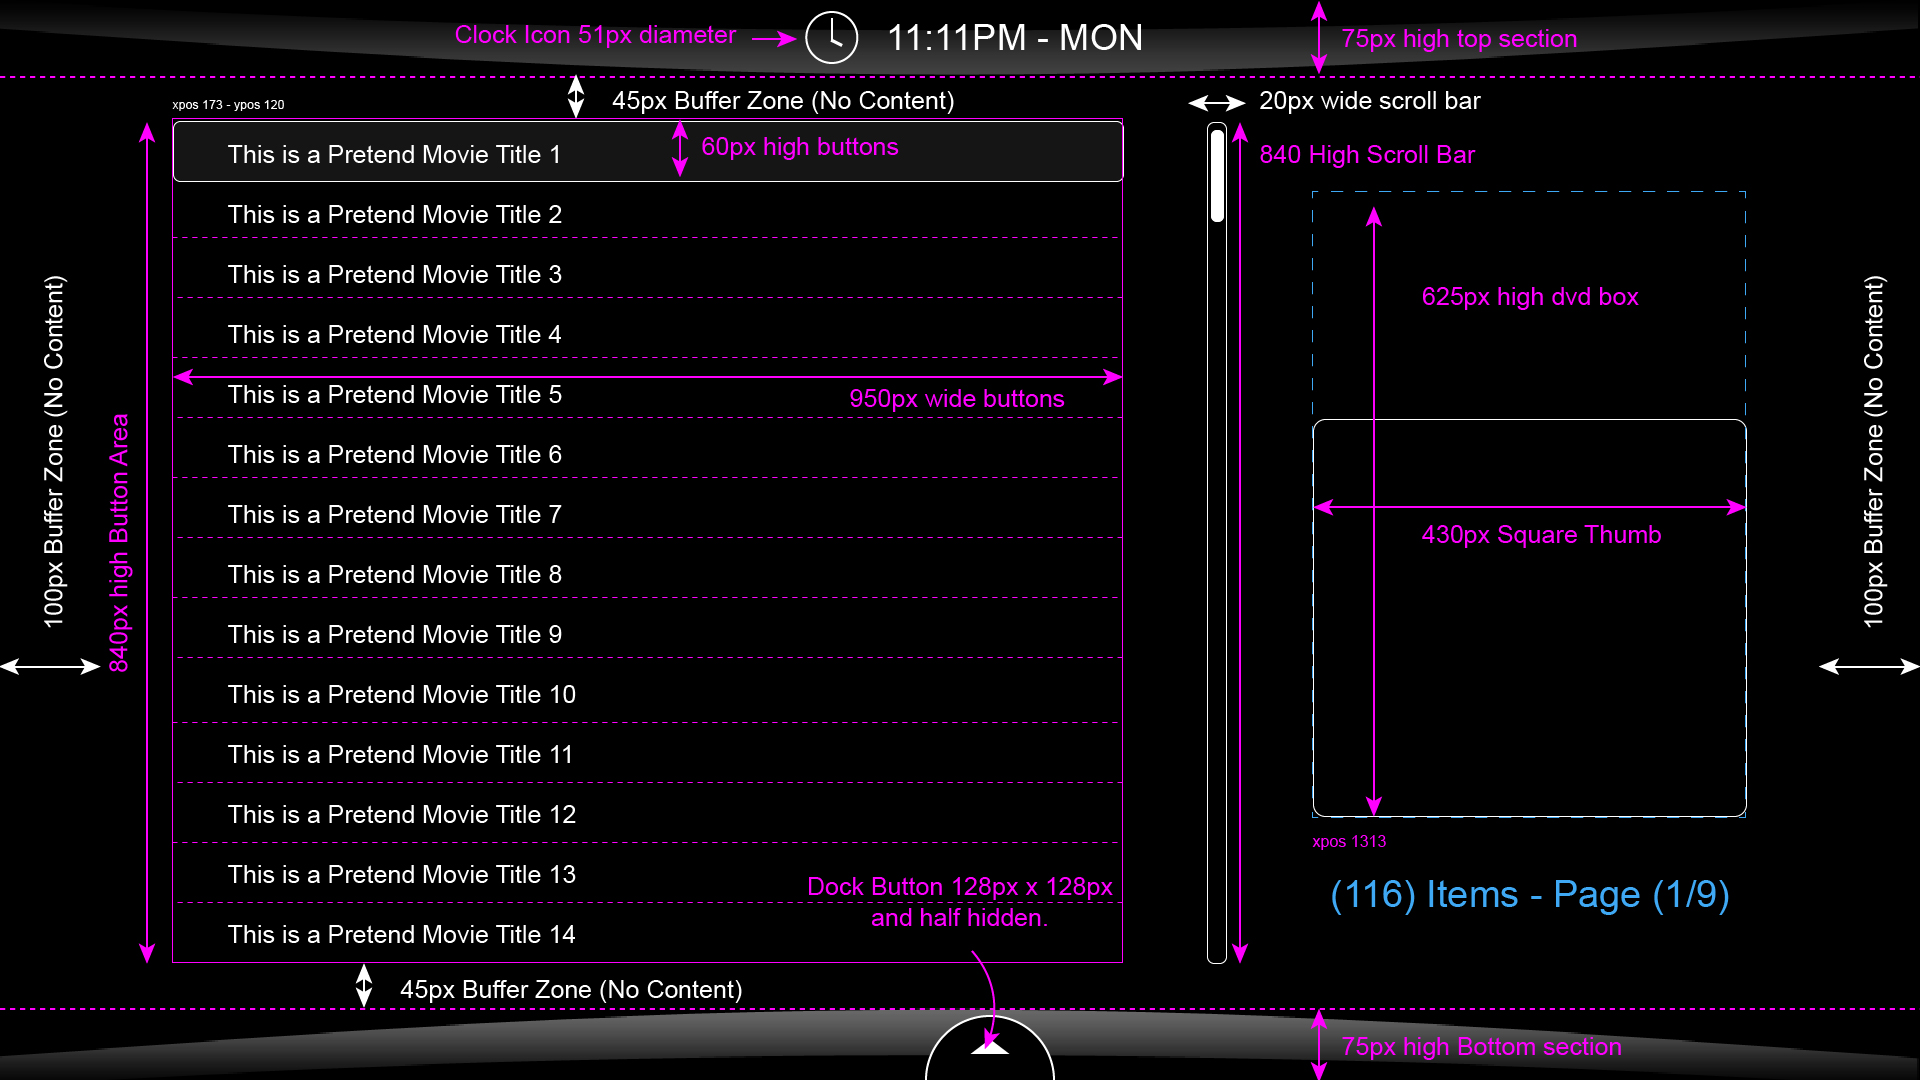 Clock Icon 51px diameter
11:11PM - MON
75px high top section
xpos 173 - ypos 120
45px Buffer Zone (No Content)
20px wide scroll bar
This is a Pretend Movie Title 1
60px high buttons
840 High Scroll Bar
This is a Pretend Movie Title 2
This is a Pretend Movie Title 3
625px high dvd box
This is a Pretend Movie Title 4
This is a Pretend Movie Title 5
950px wide buttons
This is a Pretend Movie Title 6
100px Buffer Zone (No Content)
840px high Button Area
100px Buffer Zone (No Content)
This is a Pretend Movie Title 7
430px Square Thumb
This is a Pretend Movie Title 8
This is a Pretend Movie Title 9
This is a Pretend Movie Title 10
This is a Pretend Movie Title 11
This is a Pretend Movie Title 12
xpos 1313
This is a Pretend Movie Title 13
Dock Button 128px x 128px
and half hidden.
(116) Items - Page (1/9)
This is a Pretend Movie Title 14
45px Buffer Zone (No Content)
75px high Bottom section